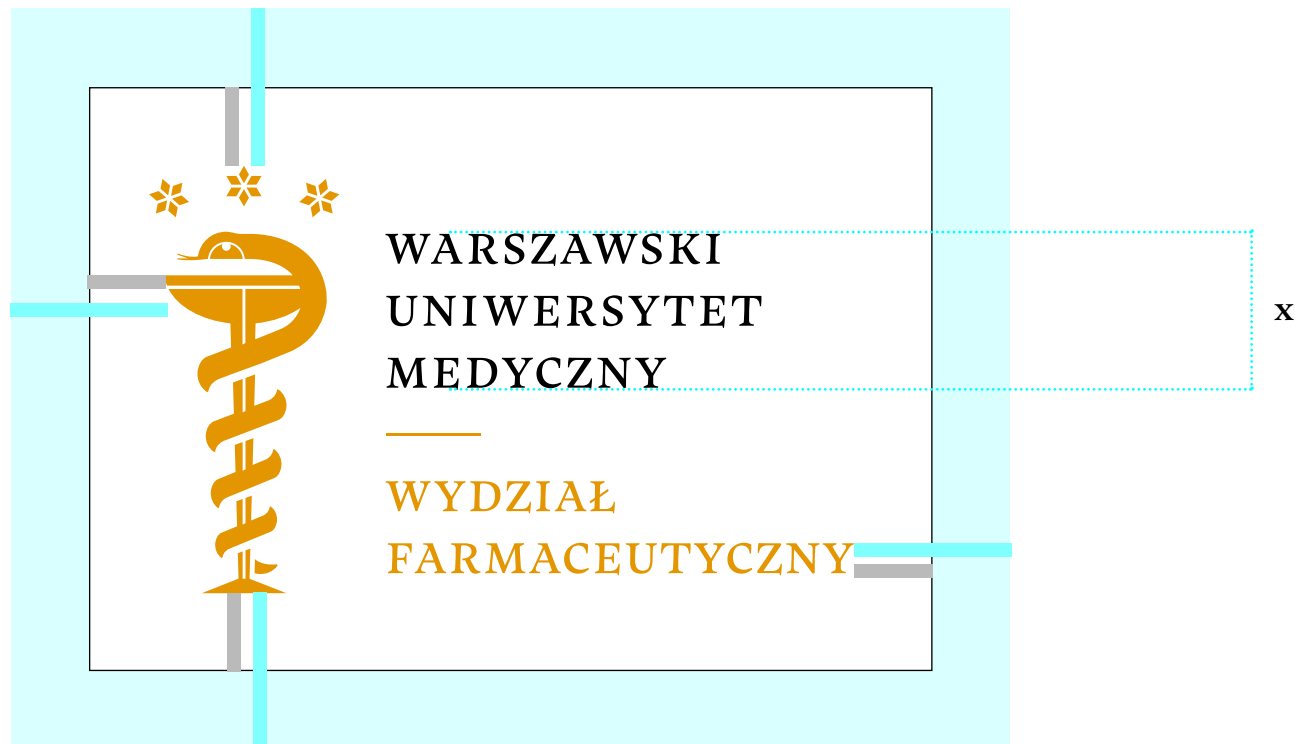 WARSZAWSKI
UNIWERSYTET
MEDYCZNY
WYDZIAŁ
FARMACEUTYCZNY
x